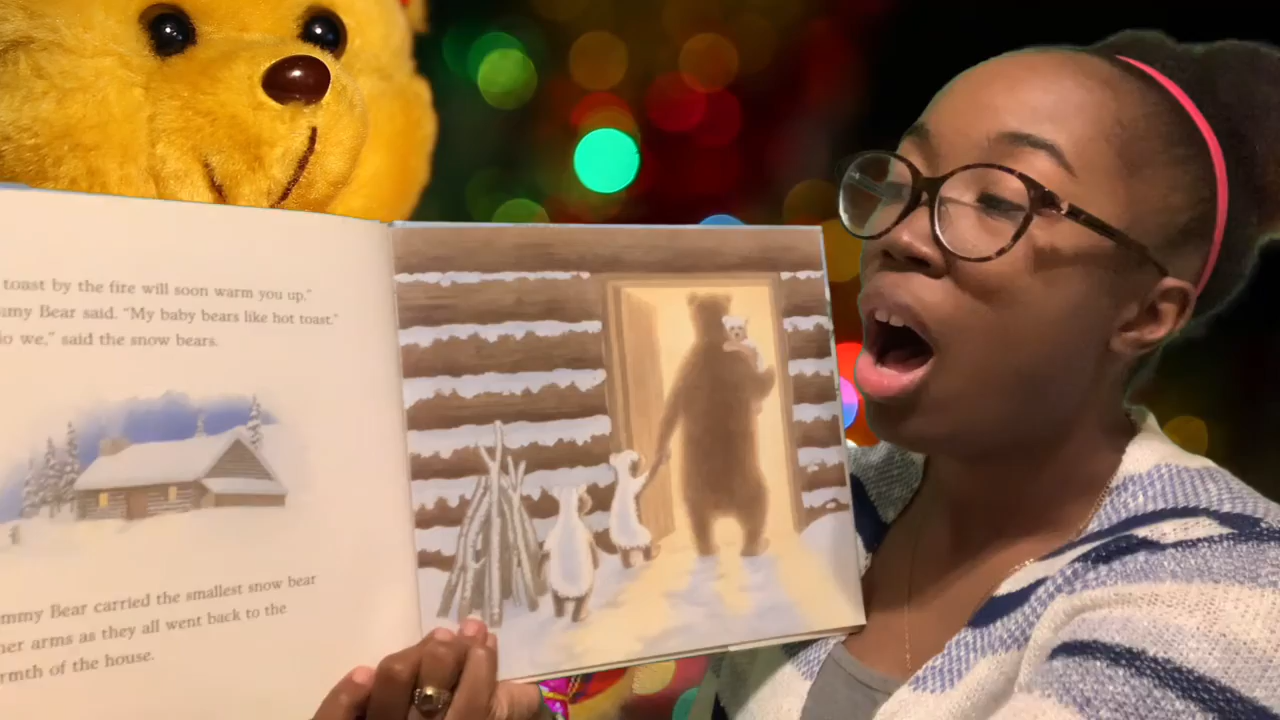 toast by the fire will soon warm you up,"
my Bear said. "My baby bears like hot toast."
we," said the snow bears.
mmy Bear carried the smallest snow bear
her arms as they all went back to the
rmth of the house.